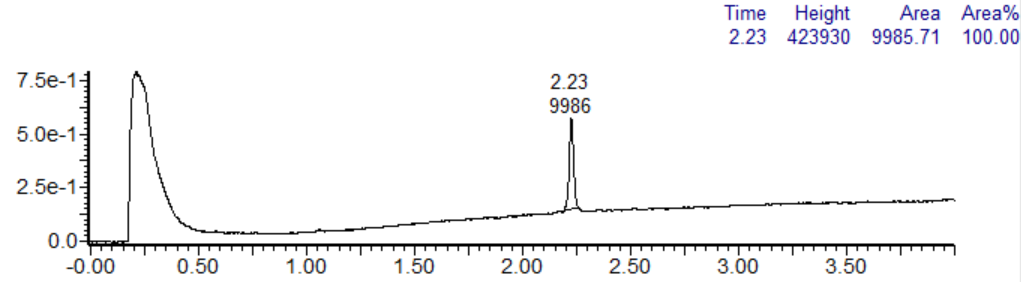 Time Height Area Area%
2.23 423930 9985.71 100.00
7.5e-1
2.23
9986
5.0e-1
2.5e-1
0.0
-0.00 0.50 1.00 1.50 2.00 2.50 3.00 3.50